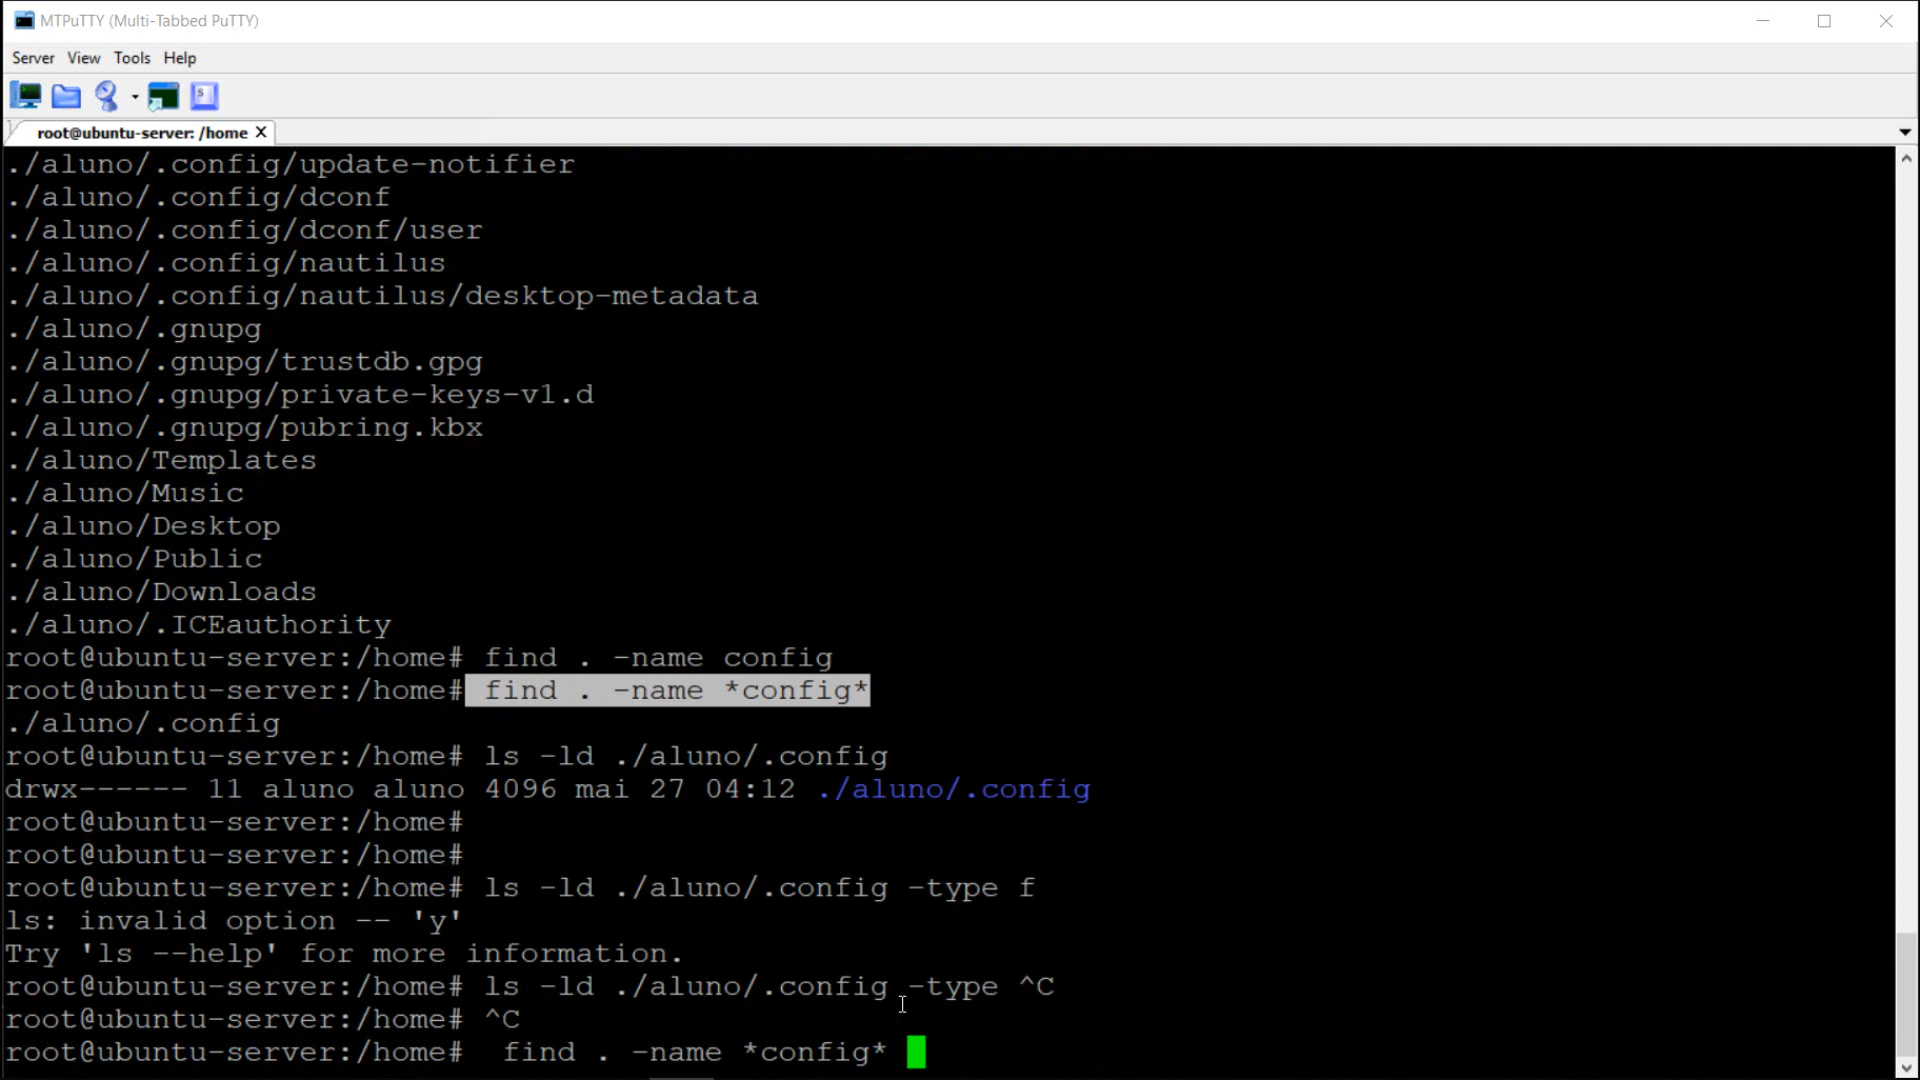 MTPuTTY (Multi-Tabbed PuTTY)
Server View Tools Help
root@ubuntu-server: /home X
./aluno/.config/update-notifier
./aluno/.config/dconf
./aluno/.config/dconf/user
./aluno/.config/nautilus
./aluno/.config/nautilus/desktop-metadata
./aluno/.gnupg
./aluno/.gnupg/trustdb.gpg
./aluno/.gnupg/private-keys-v1.d
./aluno/.gnupg/pubring.kbx
./aluno/Templates
./aluno/Music
./aluno/Desktop
./aluno/Public
./aluno/Downloads
./aluno/.ICEauthority
root@ubuntu-server:/home# find . -name config
root@ubuntu-server:/home# find . -name *config*
./aluno/.config
root@ubuntu-server:/home# ls -ld ./aluno/.config
drwx------ 11 aluno aluno 4096 mai 27 04:12 ./aluno/.config
root@ubuntu-server:/home#
root@ubuntu-server:/home#
root@ubuntu-server:/home# ls -ld ./aluno/.config -type f
ls: invalid option -- 'y'
Try 'ls --help' for more information.
root@ubuntu-server:/home# ls -ld ./aluno/.config -type ^C
root@ubuntu-server:/home# ^C
root@ubuntu-server:/home#  find . -name *config*